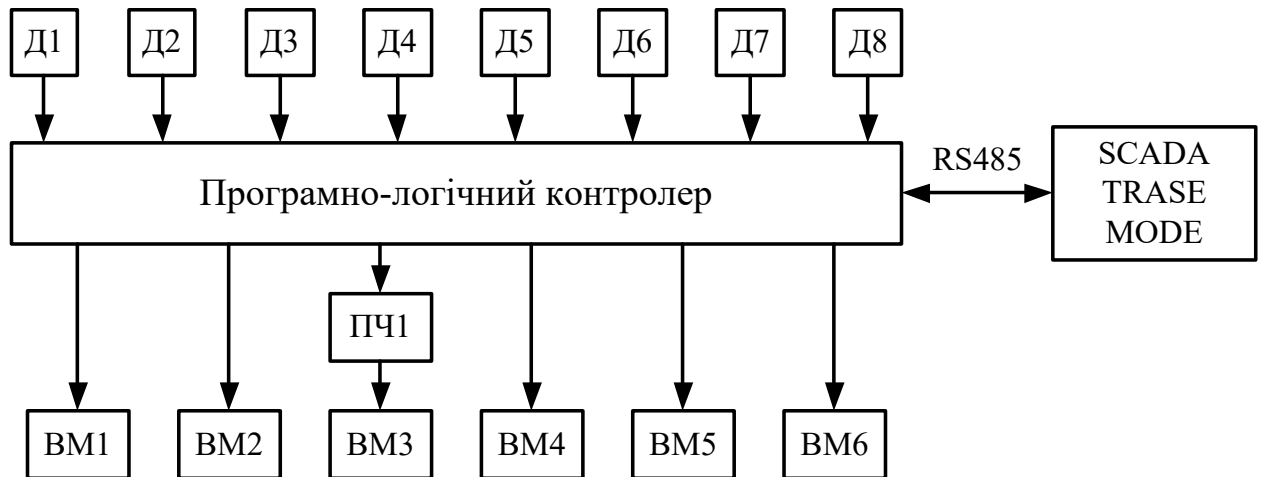 Д1 Д2 Д3 Д4 Д5 Д6 Д7 Д8
Програмно-логічний контролер
RS485
SCADA
TRASE
MODE
ПЧ1
ВМ1 ВМ2 ВМ3 ВМ4 ВМ5 ВМ6